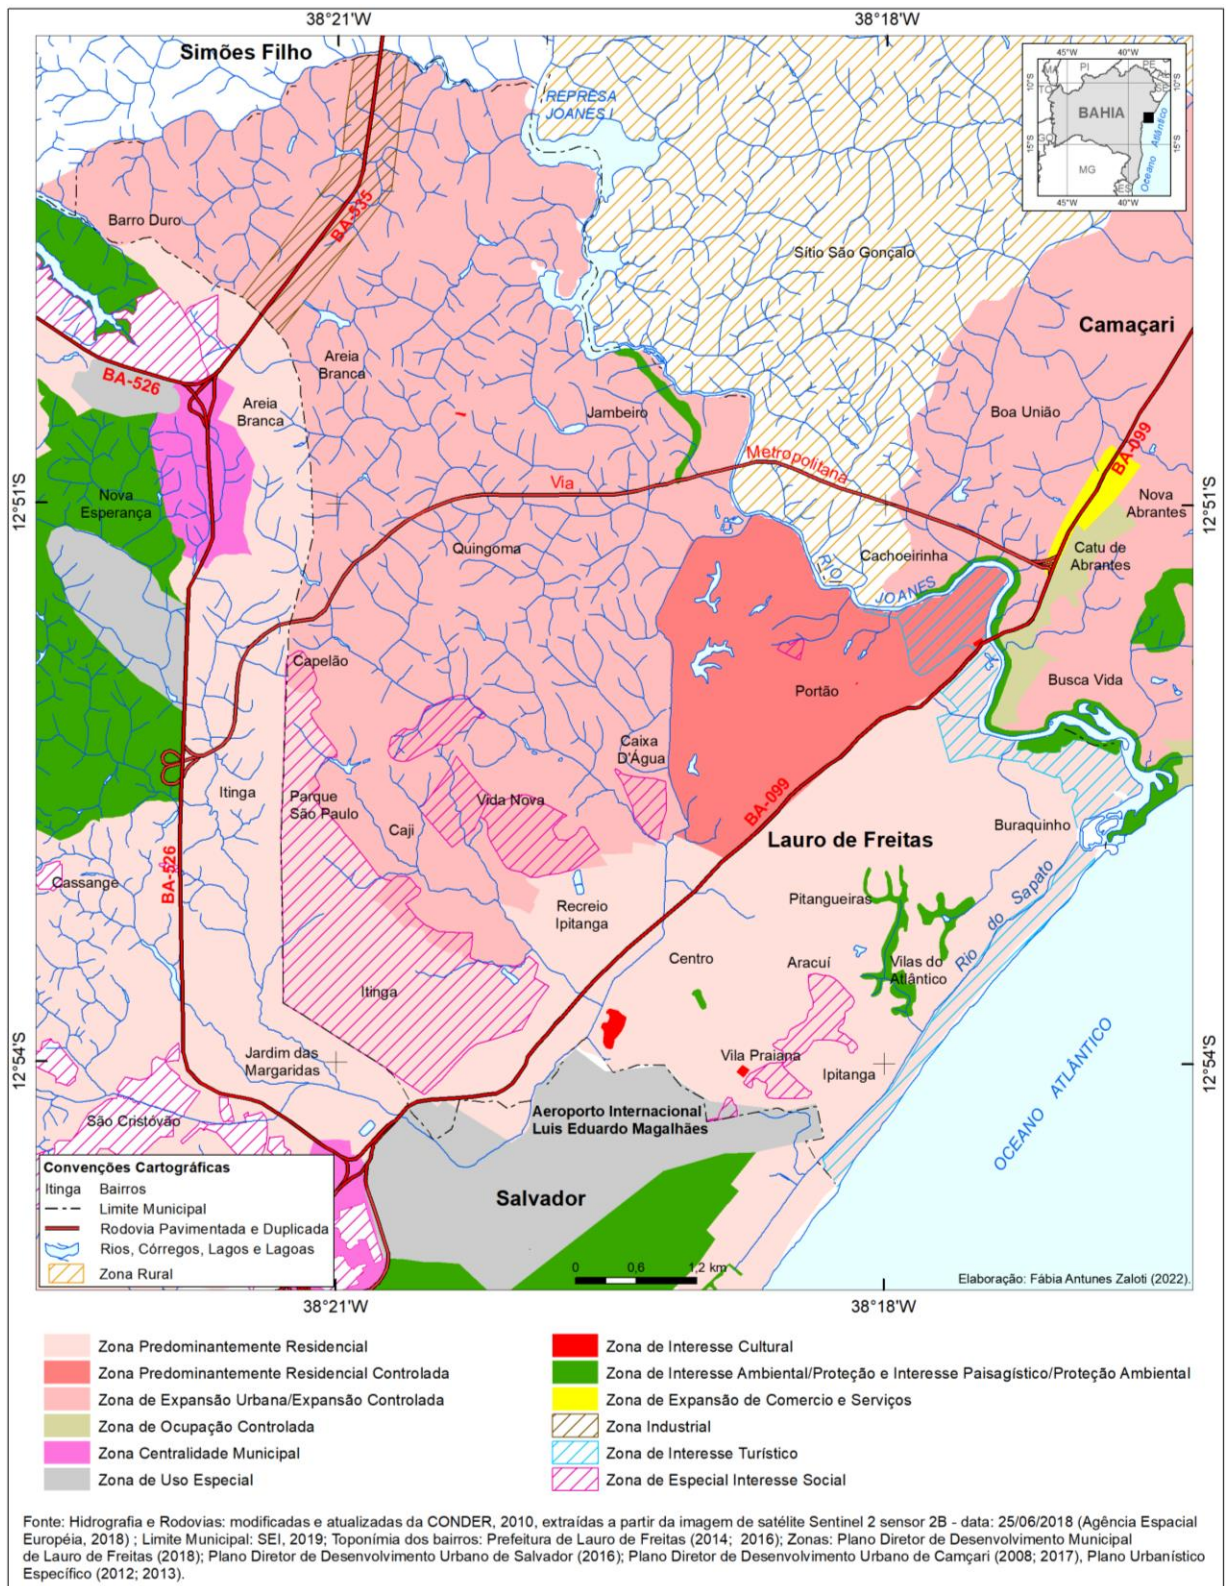 38°21'W 38°18'W
Simões Filho
45°W 40°W
PI PE
MA
10°S 10°S
TO
BAHIA
15°S 15°S
GO
MG
ES
Oceano Atlântico
45°W 40°W
REPRESA
JOANES I
Barro Duro
BA-535
Sítio São Gonçalo
Camaçari
BA-526
Areia
Branca
Areia
Branca
Jambeiro
Boa União
BA-099
Metropolitana
Via
12°51'S 12°51'S
Nova
Esperança
Nova
Abrantes
Quingoma
Cachoeirinha
Catu de
Abrantes
RIO
JOANES
Capelão
Portão
Busca Vida
Caixa
D'Água
Itinga
Parque
São Paulo
Vida Nova
Caji
BA-099
Buraquinho
Lauro de Freitas
BA-526
Cassange
Pitangueiras
Rio do Sapato
Recreio
Ipitanga
Centro
Aracuí
Vilas do
Atlântico
Itinga
Jardim das
Margaridas
Vila Praiana
Ipitanga
12°54'S 12°54'S
OCEANO ATLÂNTICO
São Cristóvão
Aeroporto Internacional
Luis Eduardo Magalhães
Salvador
Convenções Cartográficas
Itinga Bairros
Limite Municipal
Rodovia Pavimentada e Duplicada
Rios, Córregos, Lagos e Lagoas
Zona Rural
0 0,6 1,2 km
Elaboração: Fábia Antunes Zaloti (2022).
38°21'W 38°18'W
Zona Predominantemente Residencial
Zona Predominantemente Residencial Controlada
Zona de Expansão Urbana/Expansão Controlada
Zona de Ocupação Controlada
Zona Centralidade Municipal
Zona de Uso Especial
Zona de Interesse Cultural
Zona de Interesse Ambiental/Proteção e Interesse Paisagístico/Proteção Ambiental
Zona de Expansão de Comercio e Serviços
Zona Industrial
Zona de Interesse Turístico
Zona de Especial Interesse Social
Fonte: Hidrografia e Rodovias: modificadas e atualizadas da CONDER, 2010, extraídas a partir da imagem de satélite Sentinel 2 sensor 2B - data: 25/06/2018 (Agência Espacial
Européia, 2018) ; Limite Municipal: SEI, 2019; Toponímia dos bairros: Prefeitura de Lauro de Freitas (2014; 2016); Zonas: Plano Diretor de Desenvolvimento Municipal
de Lauro de Freitas (2018); Plano Diretor de Desenvolvimento Urbano de Salvador (2016); Plano Diretor de Desenvolvimento Urbano de Camçari (2008; 2017), Plano Urbanístico
Específico (2012; 2013).